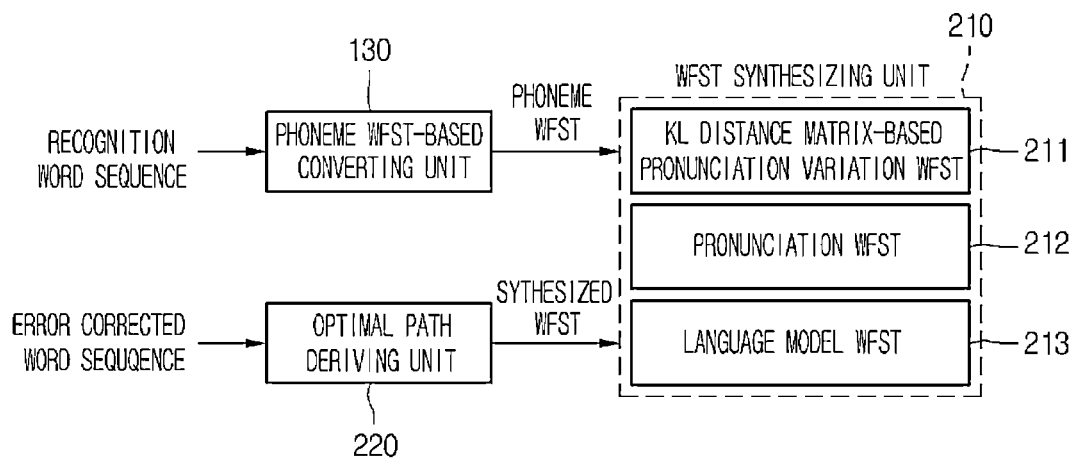 210
130
WFST SYNTHESIZING UNIT
PHONEME
WFST
RECOGNITION
WORD SEQUENCE
PHONEME WFST-BASED
CONVERTING UNIT
KL DISTANCE MATRIX-BASED
PRONUNCIATION VARIATION WFST
211
PRONUNCIATION WFST
212
SYTHESIZED
WFST
ERROR CORRECTED
WORD SEQUQENCE
OPTIMAL PATH
DERIVING UNIT
LANGUAGE MODEL WFST
213
220